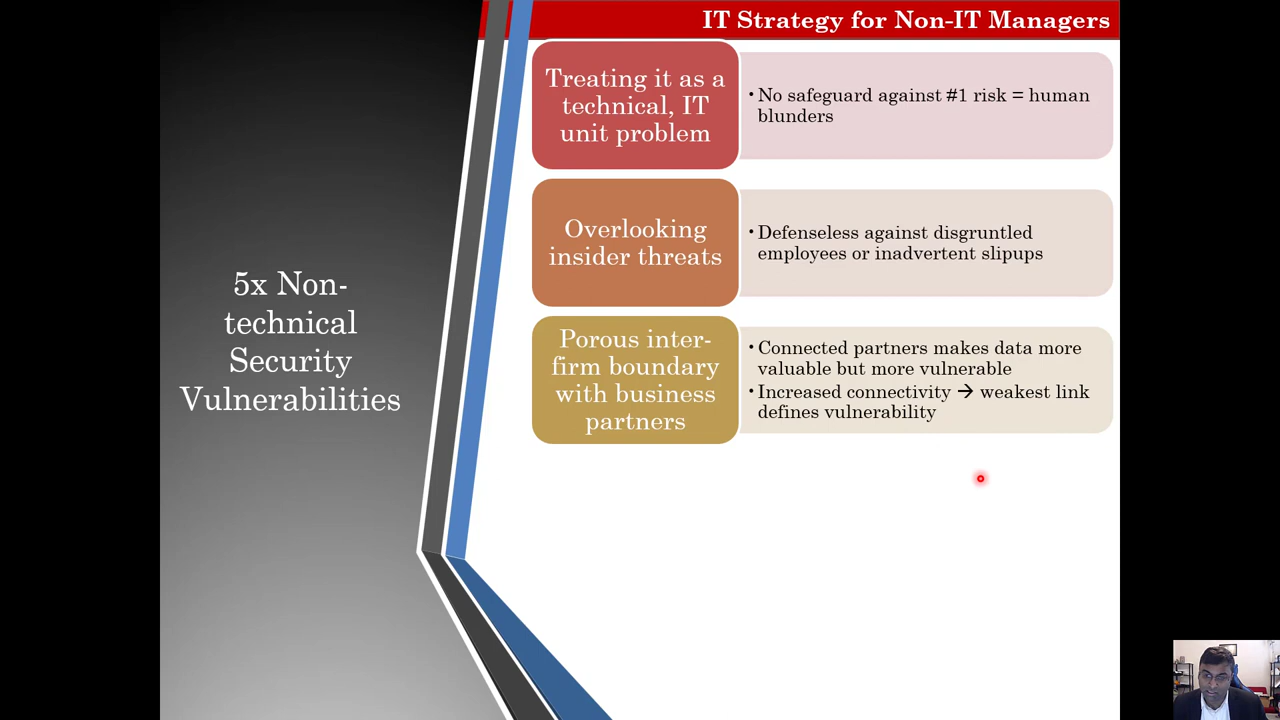 IT Strategy for Non-IT Managers
5x Non-
technical
Security
Vulnerabilities
Treating it as a
technical, IT
unit problem
• No safeguard against #1 risk = human
blunders
Overlooking
insider threats
• Defenseless against disgruntled
employees or inadvertent slipups
Porous inter-
firm boundary
with business
partners
• Connected partners makes data more
valuable but more vulnerable
• Increased connectivity → weakest link
defines vulnerability